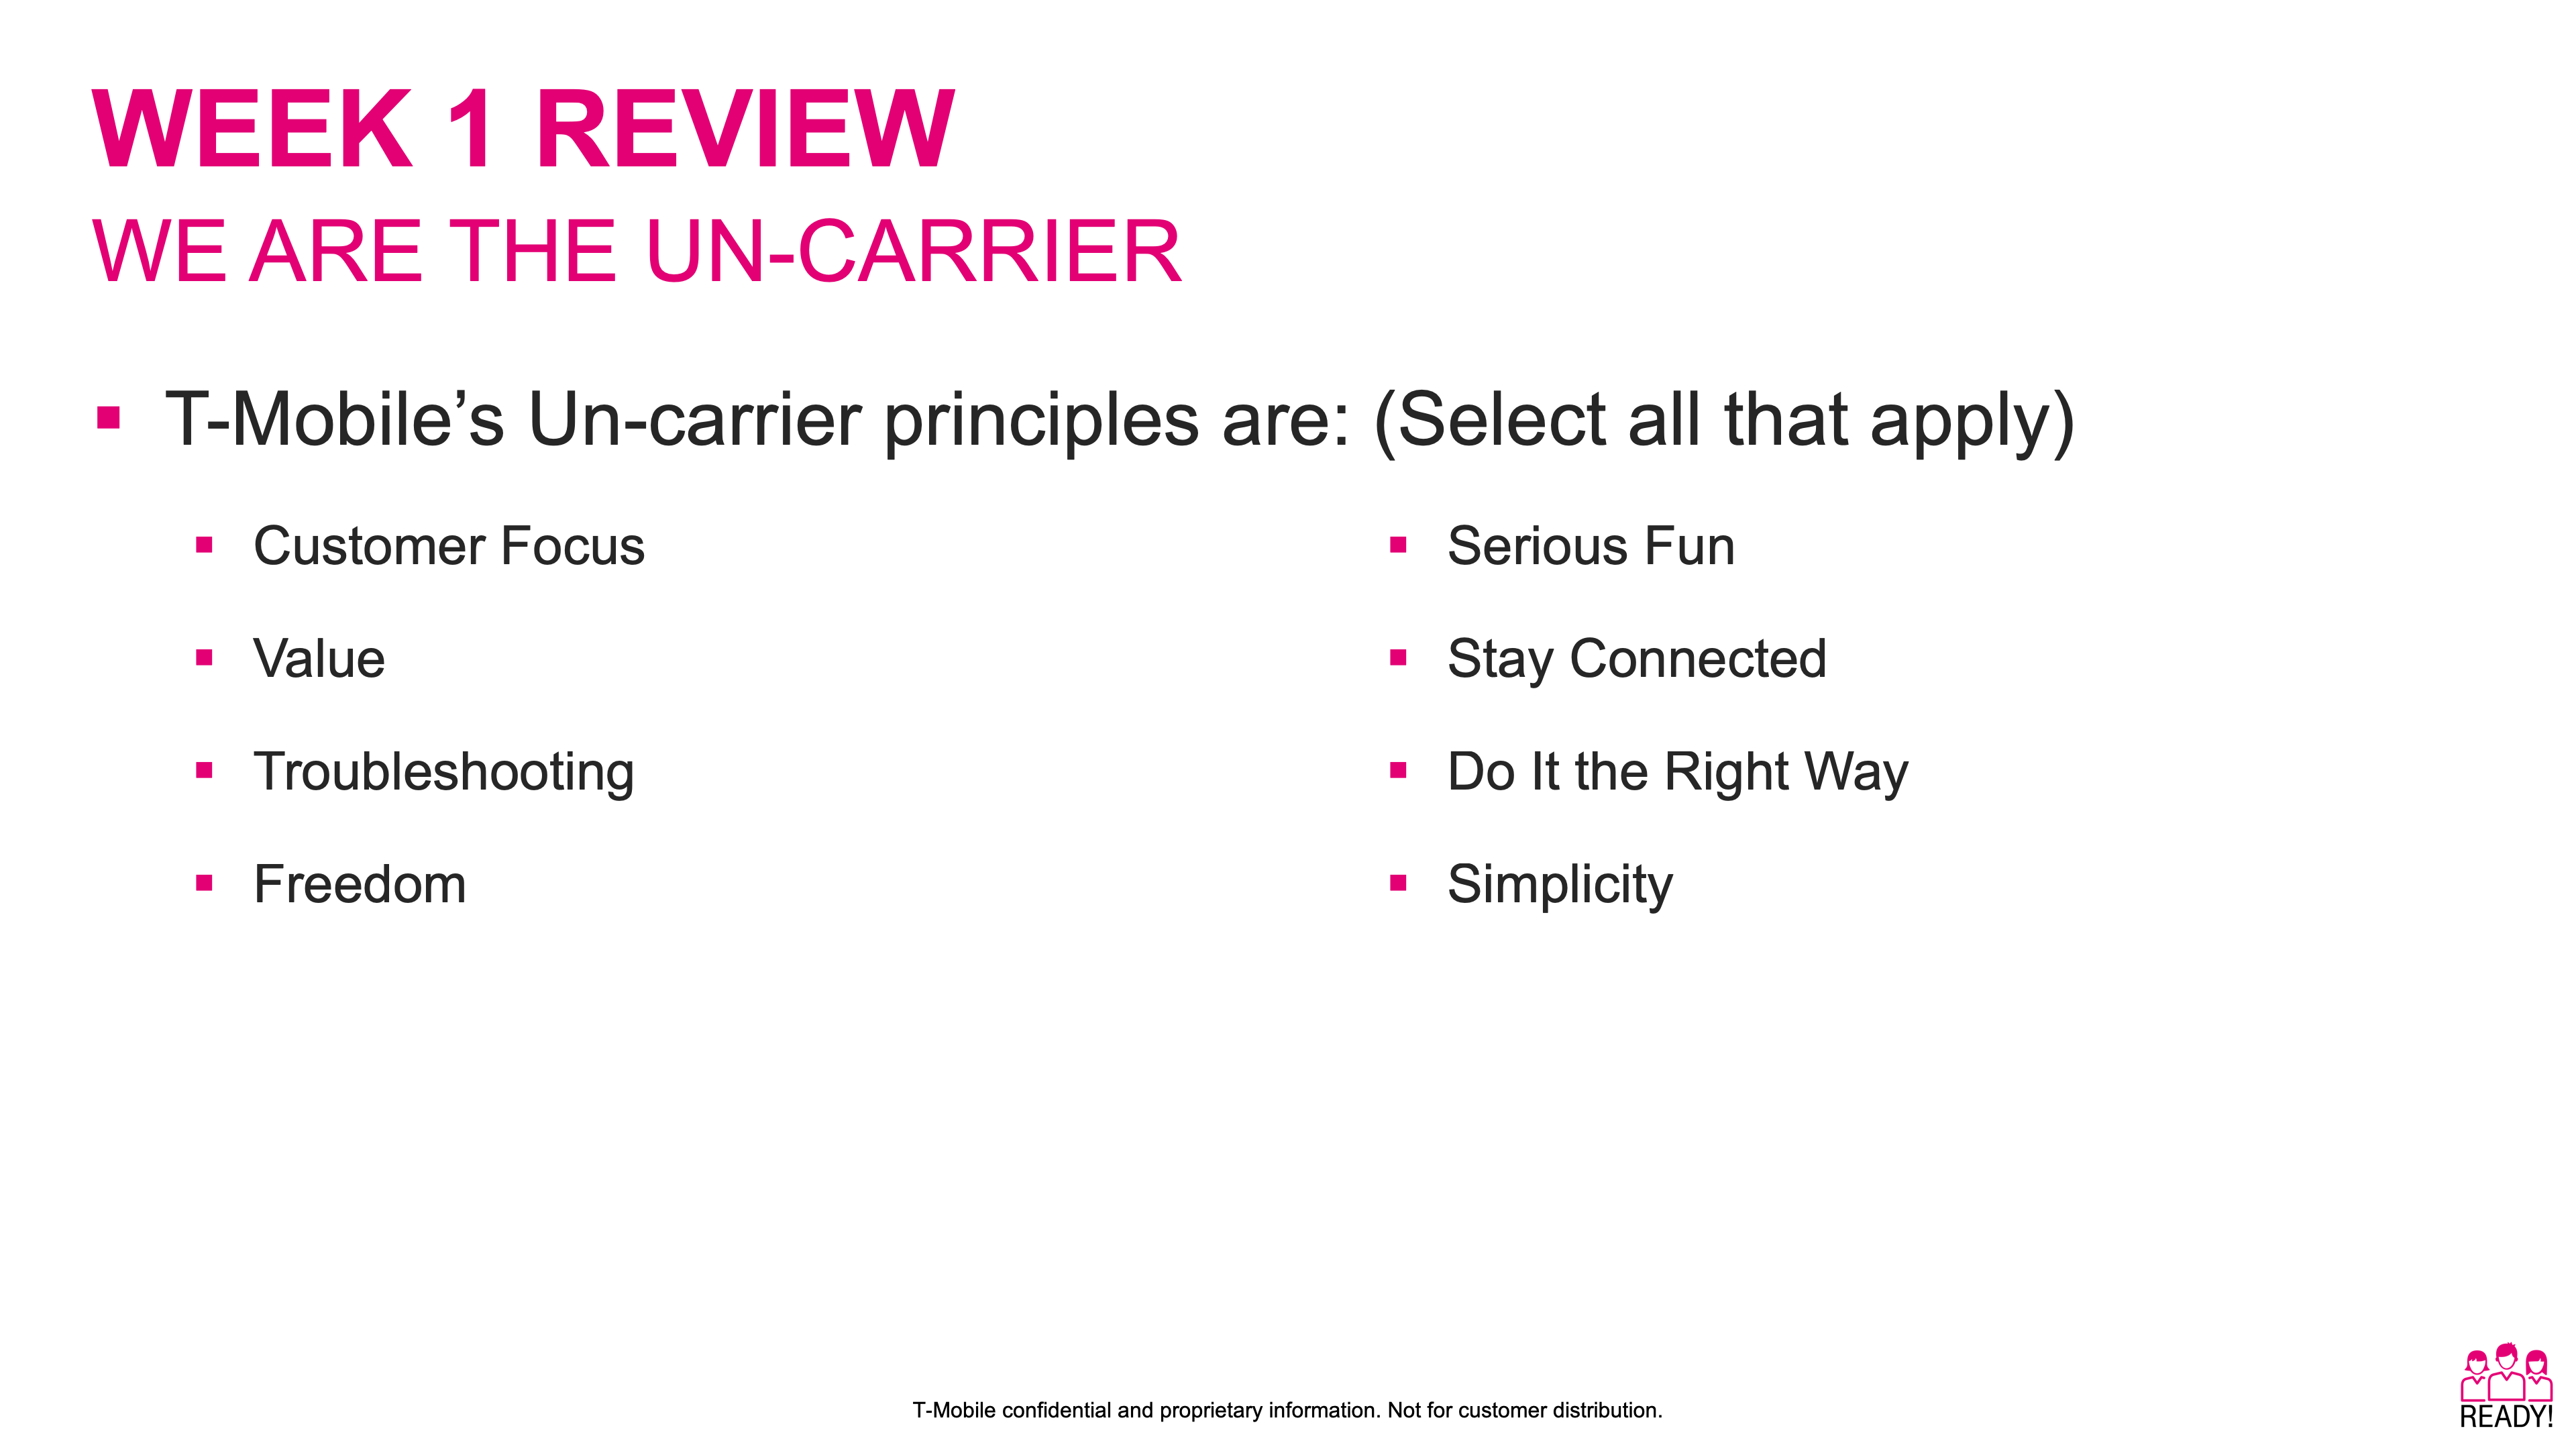 WEEK 1 REVIEW
WE ARE THE UN-CARRIER
▪ T-Mobile’s Un-carrier principles are: (Select all that apply)
▪ Customer Focus
▪ Value
▪ Troubleshooting
▪ Freedom
▪ Serious Fun
▪ Stay Connected
▪ Do It the Right Way
▪ Simplicity
T-Mobile confidential and proprietary information. Not for customer distribution.
READY!